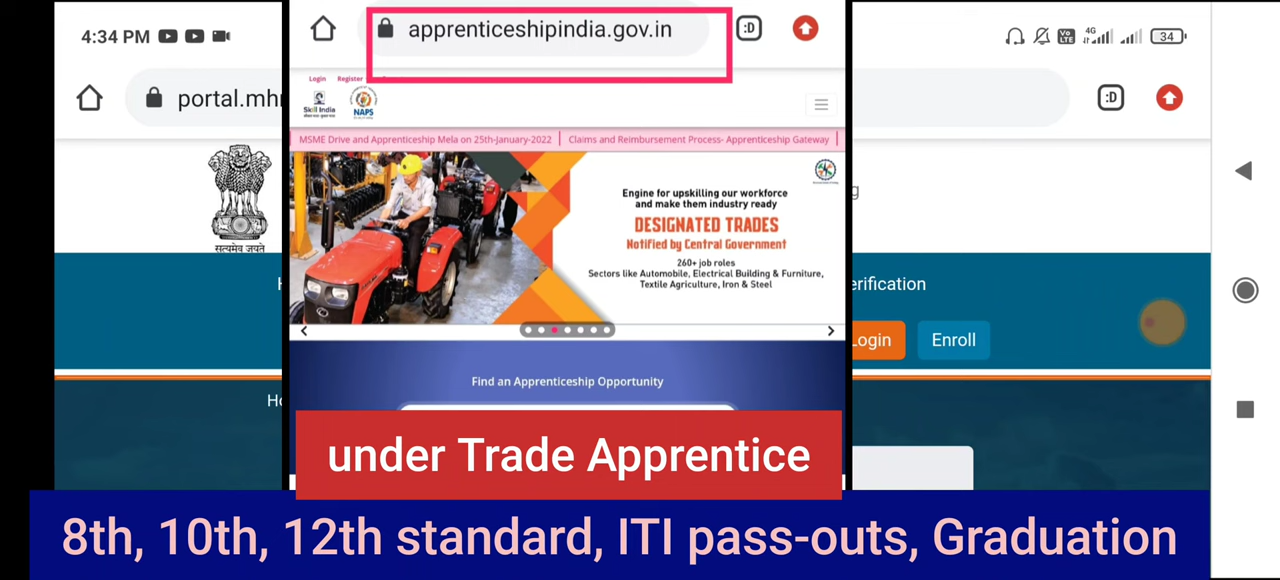 4:34 PM
apprenticeshipindia.gov.in
:D
4G
Vo
LTE
34
portal.mh
:D
Login
Register
Skill India
NAPS
MSME Drive and Apprenticeship Mela on 25th-January-2022
Claims and Reimbursement Process- Apprenticeship Gateway
सत्यमेव जयते
Engine for upskilling our workforce
and make them industry ready
DESIGNATED TRADES
Notified by Central Government
260+ job roles
Sectors like Automobile, Electrical Building & Furniture,
Textile Agriculture, Iron & Steel
g
erification
Login
Enroll
Find an Apprenticeship Opportunity
H
Ho
under Trade Apprentice
8th, 10th, 12th standard, ITI pass-outs, Graduation